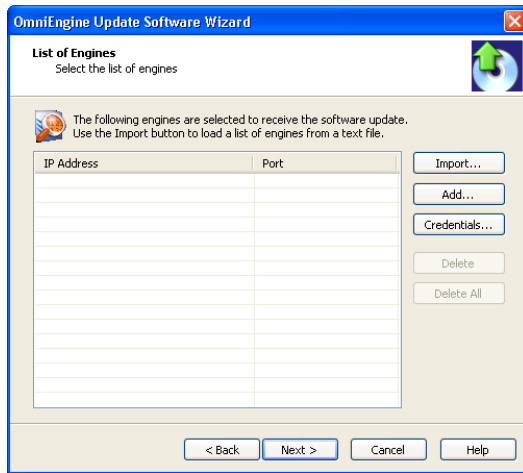 OmniEngine Update Software Wizard
List of Engines
Select the list of engines
The following engines are selected to receive the software update.
Use the Import button to load a list of engines from a text file.
IP Address Port
Import...
Add...
Credentials...
Delete
Delete All
< Back Next > Cancel Help